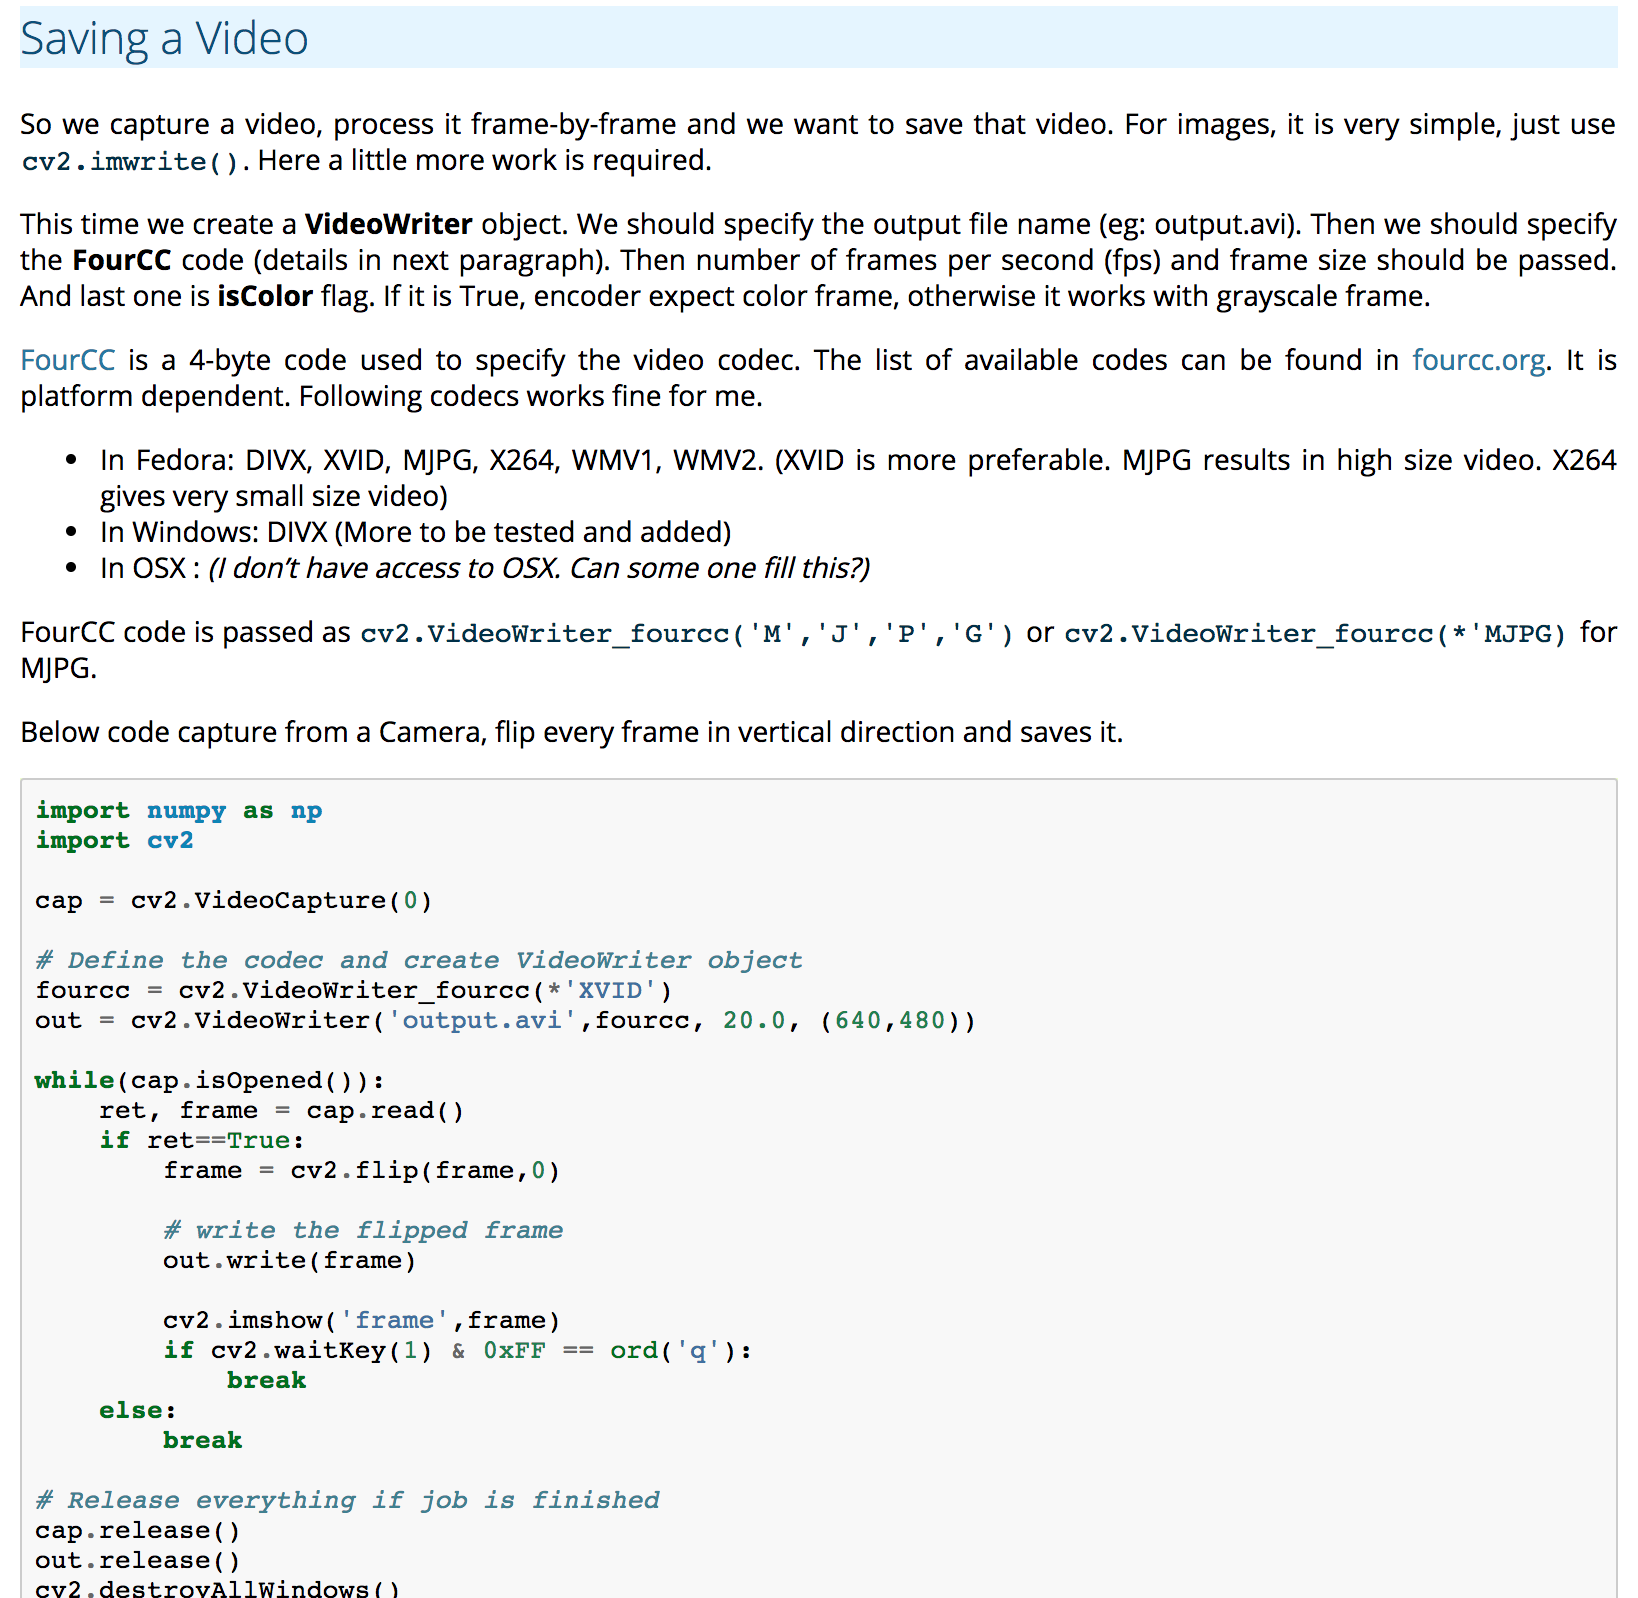 Saving a Video
So we capture a video, process it frame-by-frame and we want to save that video. For images, it is very simple, just use
cv2.imwrite(). Here a little more work is required.
This time we create a VideoWriter object. We should specify the output file name (eg: output.avi). Then we should specify
the FourCC code (details in next paragraph). Then number of frames per second (fps) and frame size should be passed.
And last one is isColor flag. If it is True, encoder expect color frame, otherwise it works with grayscale frame.
FourCC is a 4-byte code used to specify the video codec. The list of available codes can be found in fourcc.org. It is
platform dependent. Following codecs works fine for me.
• In Fedora: DIVX, XVID, MJPG, X264, WMV1, WMV2. (XVID is more preferable. MJPG results in high size video. X264
gives very small size video)
• In Windows: DIVX (More to be tested and added)
• In OSX : (I don’t have access to OSX. Can some one fill this?)
FourCC code is passed as cv2.VideoWriter_fourcc('M','J','P','G') or cv2.VideoWriter_fourcc(*'MJPG) for
MJPG.
Below code capture from a Camera, flip every frame in vertical direction and saves it.
import numpy as np
import cv2
cap = cv2.VideoCapture(0)
# Define the codec and create VideoWriter object
fourcc = cv2.VideoWriter_fourcc(*'XVID')
out = cv2.VideoWriter('output.avi',fourcc, 20.0, (640,480))
while(cap.isOpened()):
    ret, frame = cap.read()
    if ret==True:
        frame = cv2.flip(frame,0)
        # write the flipped frame
        out.write(frame)
        cv2.imshow('frame',frame)
        if cv2.waitKey(1) & 0xFF == ord('q'):
            break
    else:
        break
# Release everything if job is finished
cap.release()
out.release()
cv2.destroyAllWindows()